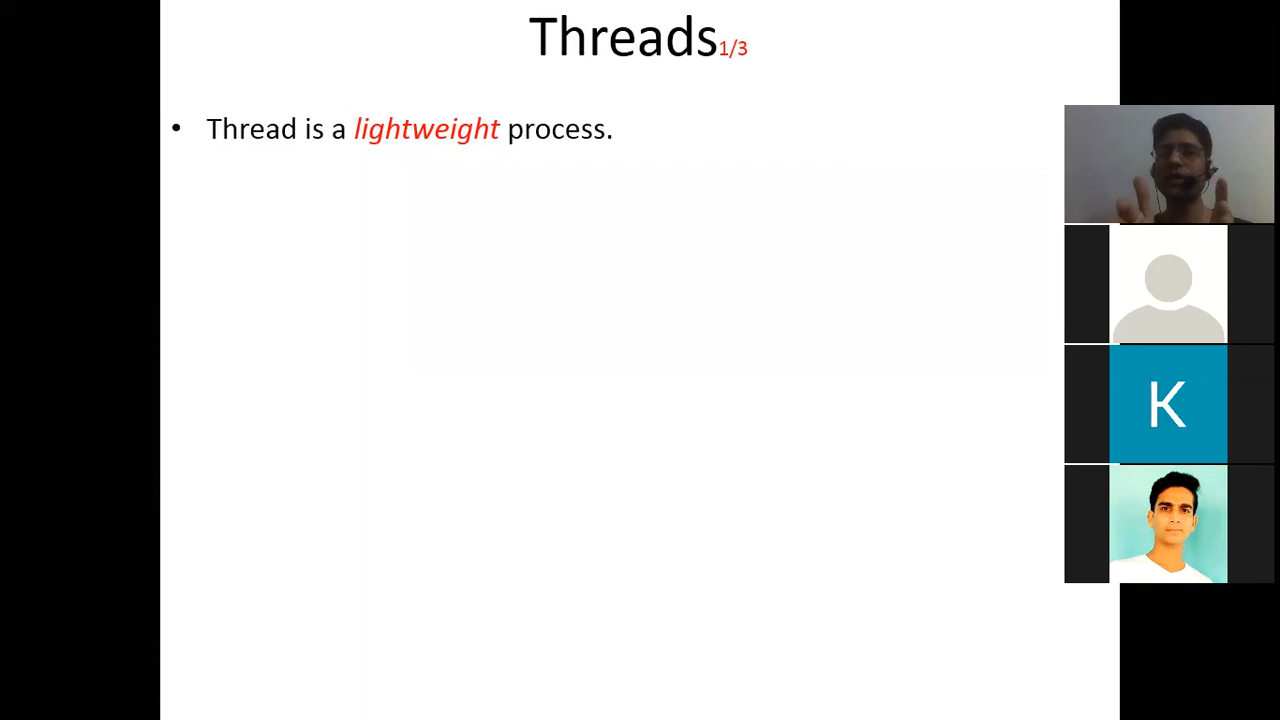 Threads1/3
• Thread is a lightweight process.
K